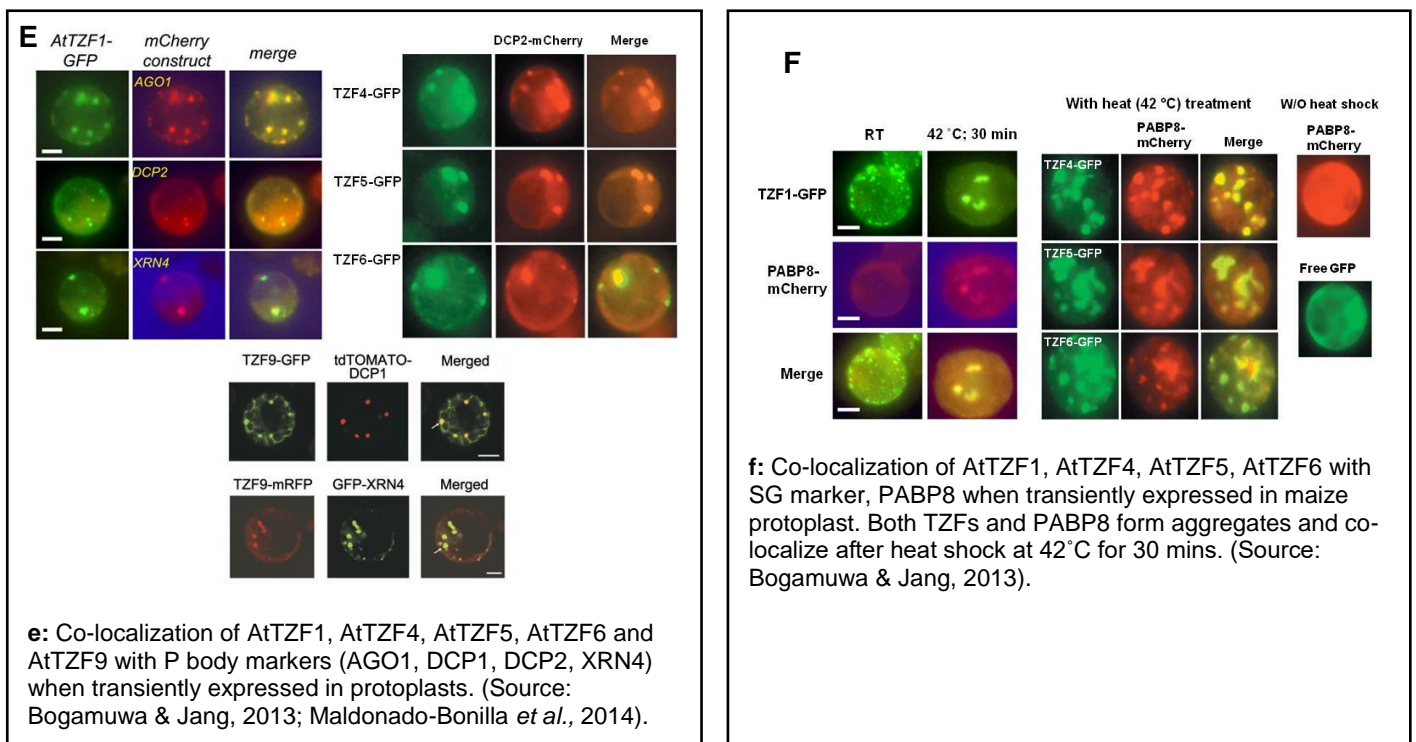 E
AtTZF1-GFP
mCherry construct
merge
AGO1
DCP2
XRN4
DCP2-mCherry
Merge
TZF4-GFP
TZF5-GFP
TZF6-GFP
TZF9-GFP
tdTOMATO-DCP1
Merged
TZF9-mRFP
GFP-XRN4
Merged
e: Co-localization of AtTZF1, AtTZF4, AtTZF5, AtTZF6 and
AtTZF9 with P body markers (AGO1, DCP1, DCP2, XRN4)
when transiently expressed in protoplasts. (Source:
Bogamuwa & Jang, 2013; Maldonado-Bonilla et al., 2014).
F
RT
42 ˚C; 30 min
TZF1-GFP
PABP8-mCherry
Merge
With heat (42 °C) treatment
PABP8-mCherry
Merge
W/O heat shock
PABP8-mCherry
TZF4-GFP
TZF5-GFP
TZF6-GFP
Free GFP
f: Co-localization of AtTZF1, AtTZF4, AtTZF5, AtTZF6 with
SG marker, PABP8 when transiently expressed in maize
protoplast. Both TZFs and PABP8 form aggregates and co-
localize after heat shock at 42˚C for 30 mins. (Source:
Bogamuwa & Jang, 2013).